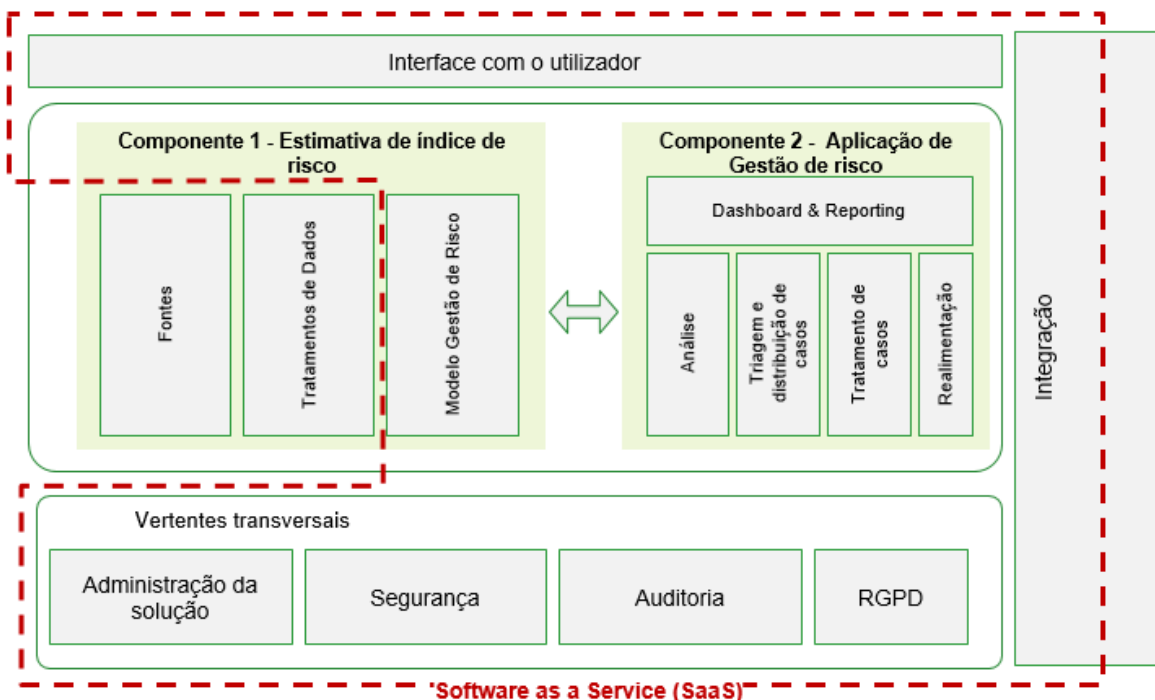 Interface com o utilizador
Componente 1 - Estimativa de índice de
risco
Fontes
Tratamentos de Dados
Modelo Gestão de Risco
Componente 2 - Aplicação de
Gestão de risco
Dashboard & Reporting
Análise
Triagem e
distribuição de
casos
Tratamento de
casos
Realimentação
Integração
Vertentes transversais
Administração da
solução
Segurança
Auditoria
RGPD
'Software as a Service (SaaS)